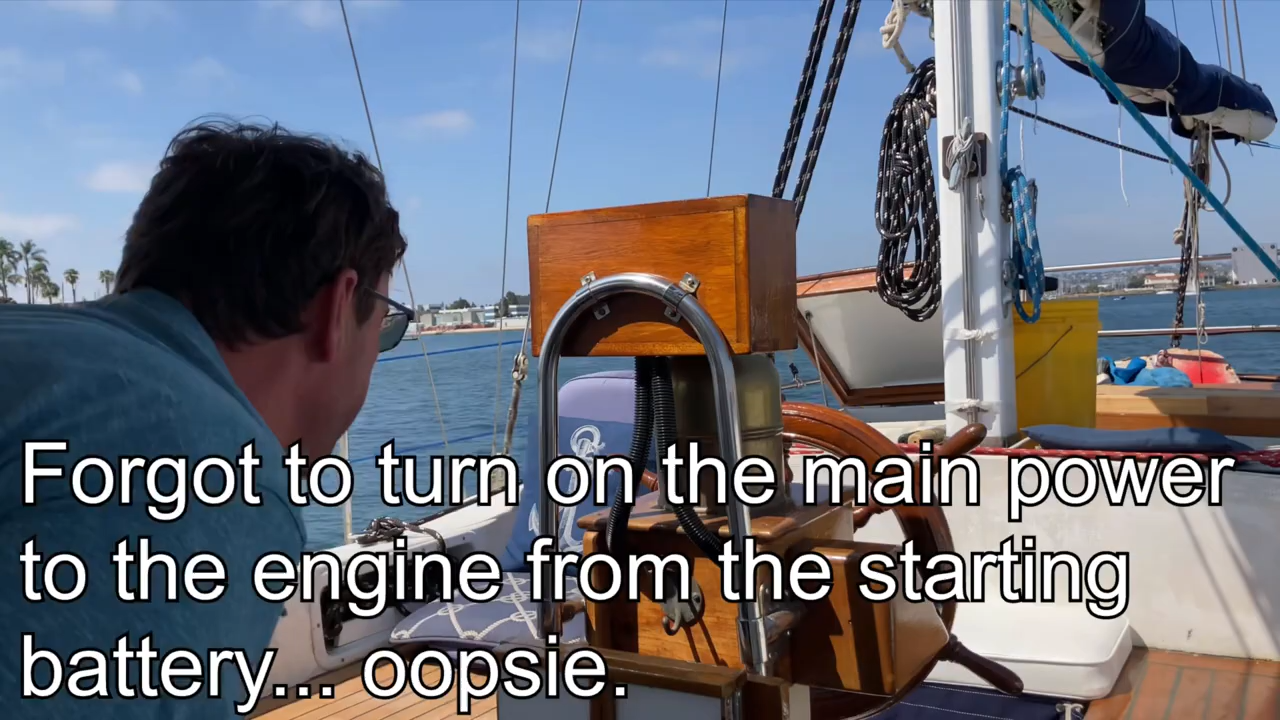 Forgot to turn on the main power
to the engine from the starting
battery... oopsie.